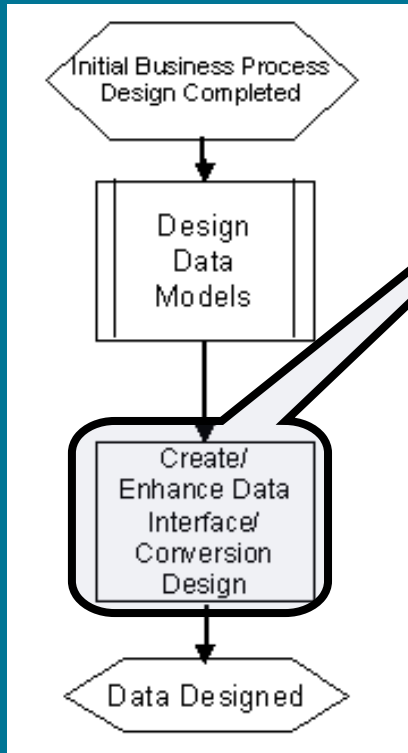 Initial Business Process
Design Completed
Design
Data
Models
Create/
Enhance Data
Interface/
Conversion
Design
Data Designed